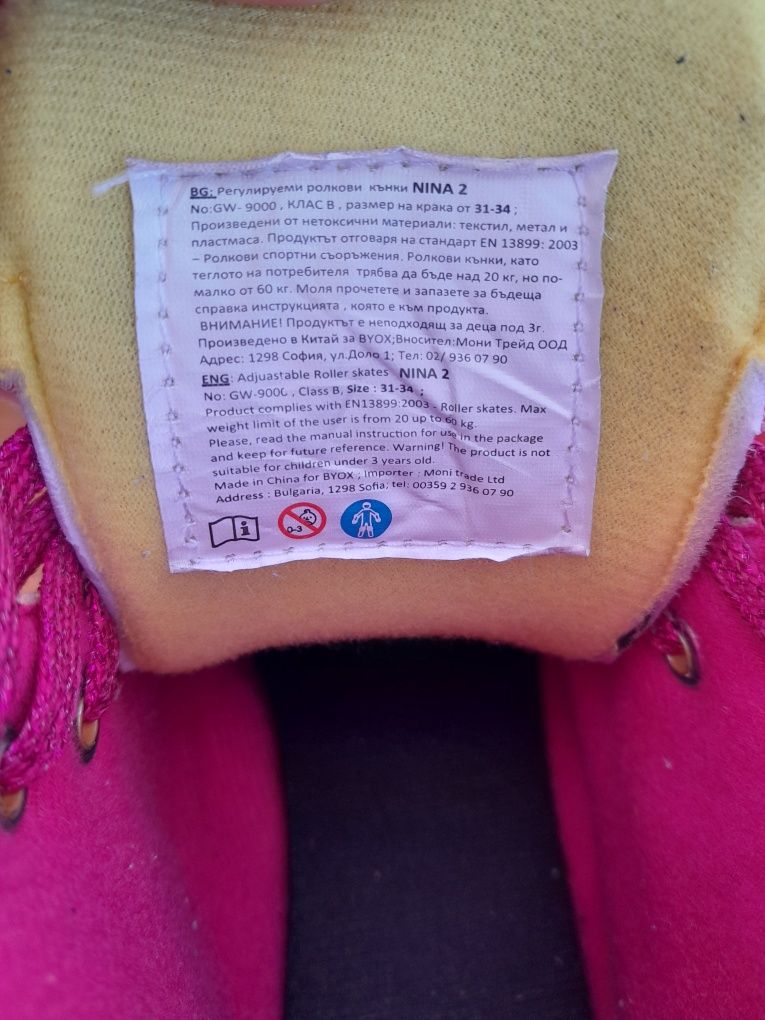 BG: Регулируеми ролкови кънки NINA 2
No:GW- 9000 , КЛАС B , размер на крака от 31-34 ;
Произведени от нетоксични материали: текстил, метал и
пластмаса. Продуктът отговаря на стандарт EN 13899: 2003
– Ролкови спортни съоръжения. Ролкови кънки, като
теглото на потребителя трябва да бъде над 20 кг, но по-
малко от 60 кг. Моля прочетете и запазете за бъдеща
справка инструкцията , която е към продукта.
ВНИМАНИЕ! Продуктът е неподходящ за деца под 3г.
Произведено в Китай за BYOX;Вносител:Мони Трейд ООД
Адрес: 1298 София, ул.Доло 1; Тел: 02/ 936 07 90
ENG: Adjuastable Roller skates NINA 2
No: GW-9000 , Class B, Size : 31-34 ;
Product complies with EN13899:2003 - Roller skates. Max
weight limit of the user is from 20 up to 60 kg.
Please, read the manual instruction for use in the package
and keep for future reference. Warning! The product is not
suitable for children under 3 years old.
Made in China for BYOX ; Importer : Moni trade Ltd
Address : Bulgaria, 1298 Sofia; tel: 00359 2 936 07 90
0-3